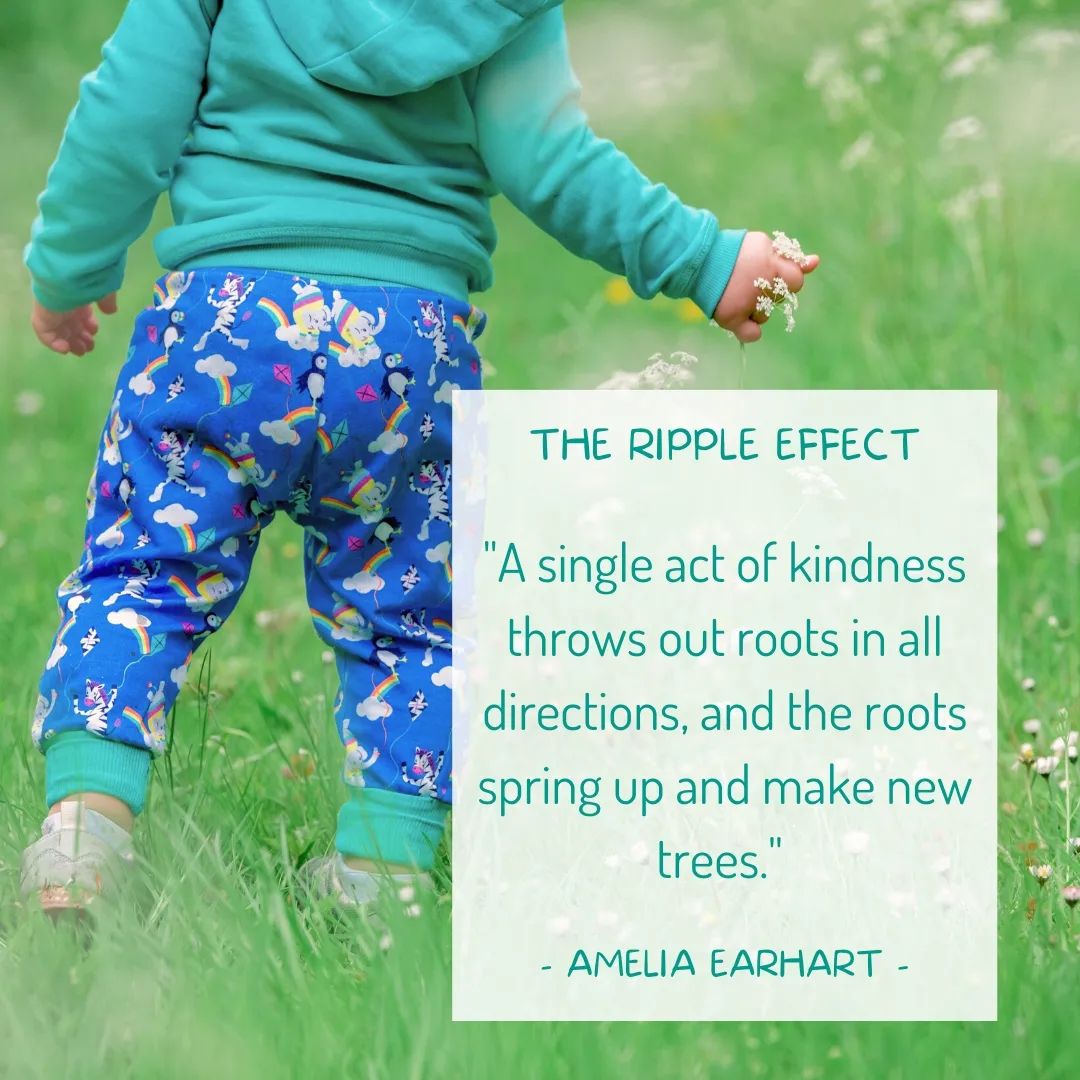 THE RIPPLE EFFECT
"A single act of kindness
throws out roots in all
directions, and the roots
spring up and make new
trees."
- AMELIA EARHART -